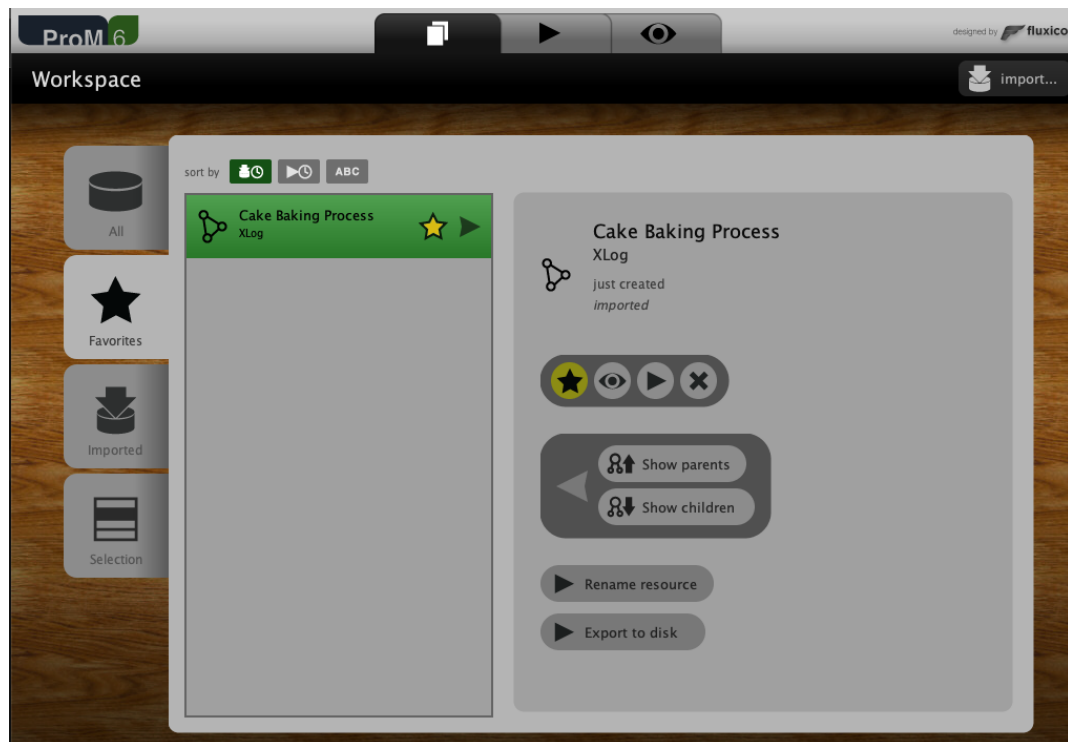 ProM 6
designed by fluxicon
Workspace
import...
sort by
ABC
All
Favorites
Imported
Selection
Cake Baking Process
XLog
Cake Baking Process
XLog
just created
imported
Show parents
Show children
Rename resource
Export to disk